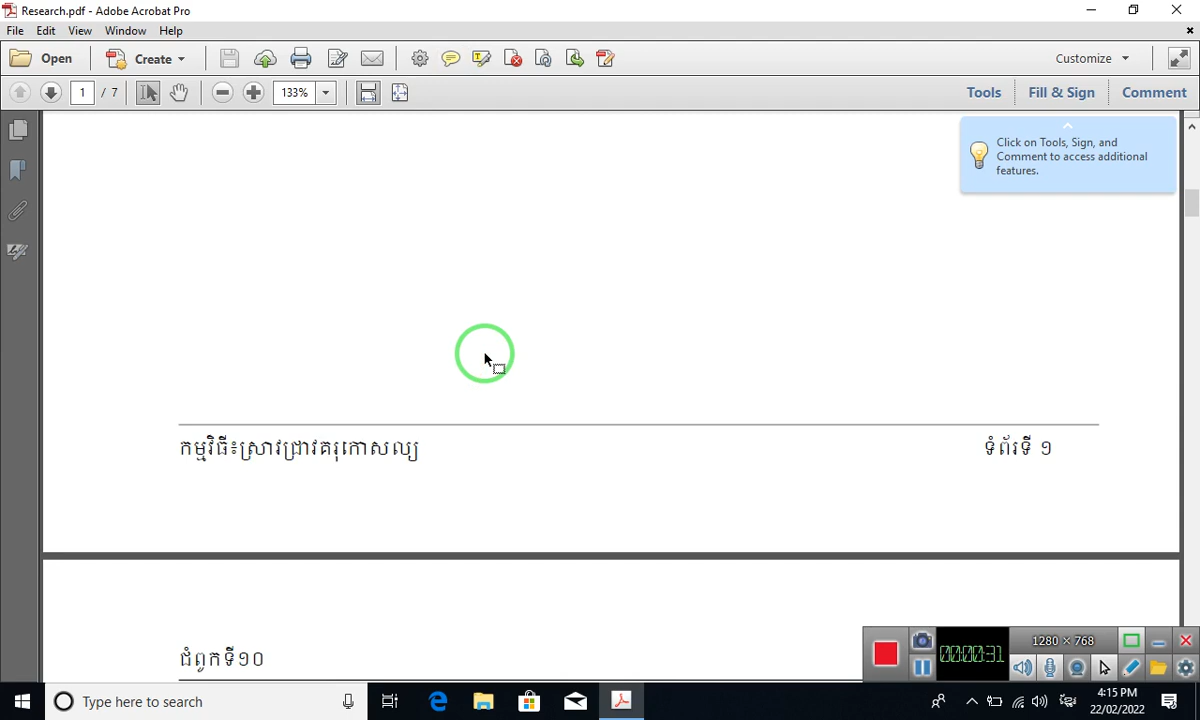 Research.pdf - Adobe Acrobat Pro
File Edit View Window Help
Open Create Customize
1 / 7 133% Tools Fill & Sign Comment
Click on Tools, Sign, and
Comment to access additional
features.
កម្មវិធី៖ស្រាវជ្រាវគរុកោសល្យ ទំព័រទី ១
ជំពូកទី១០
1280 × 768
00:00:31
Type here to search
4:15 PM
22/02/2022